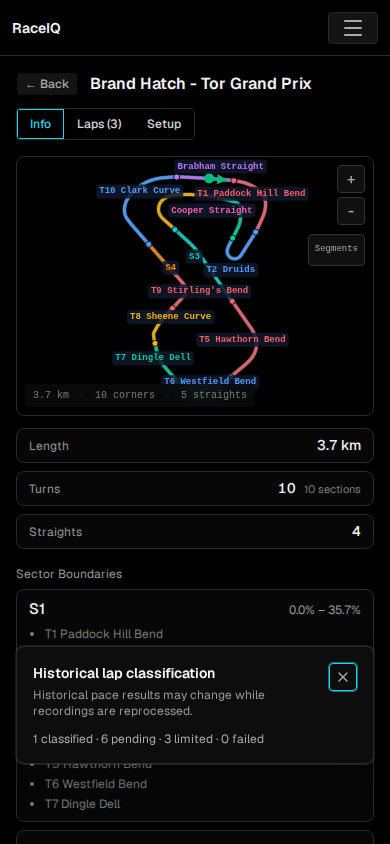 RaceIQ
← Back
Brand Hatch - Tor Grand Prix
Info
Laps (3)
Setup
Brabham Straight
T10 Clark Curve
T1 Paddock Hill Bend
Cooper Straight
S3
S4
T2 Druids
T9 Stirling's Bend
T8 Sheene Curve
T5 Hawthorn Bend
T7 Dingle Dell
T6 Westfield Bend
+
-
Segments
3.7 km · 10 corners · 5 straights
Length 3.7 km
Turns 10 10 sections
Straights 4
Sector Boundaries
S1 0.0% – 35.7%
• T1 Paddock Hill Bend
Historical lap classification
Historical pace results may change while
recordings are reprocessed.
1 classified · 6 pending · 3 limited · 0 failed
• T5 Hawthorn Bend
• T6 Westfield Bend
• T7 Dingle Dell